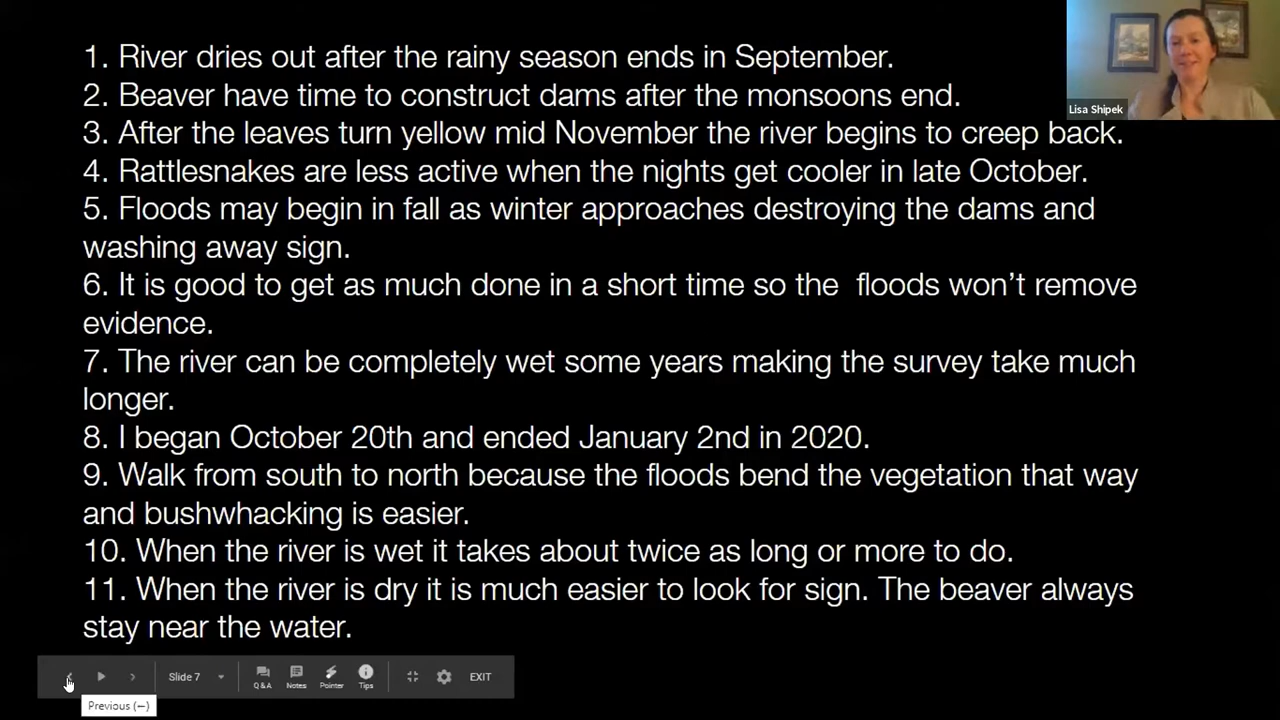 1. River dries out after the rainy season ends in September.
2. Beaver have time to construct dams after the monsoons end.
3. After the leaves turn yellow mid November the river begins to creep back.
4. Rattlesnakes are less active when the nights get cooler in late October.
5. Floods may begin in fall as winter approaches destroying the dams and
washing away sign.
6. It is good to get as much done in a short time so the  floods won’t remove
evidence.
7. The river can be completely wet some years making the survey take much
longer.
8. I began October 20th and ended January 2nd in 2020.
9. Walk from south to north because the floods bend the vegetation that way
and bushwhacking is easier.
10. When the river is wet it takes about twice as long or more to do.
11. When the river is dry it is much easier to look for sign. The beaver always
stay near the water.
Lisa Shipek
Slide 7
Q&A Notes Pointer Tips
EXIT
Previous (←)